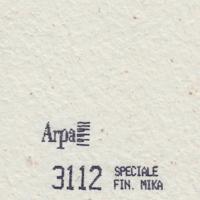 Arpa
3112 SPECIALE
FIN. MIKA